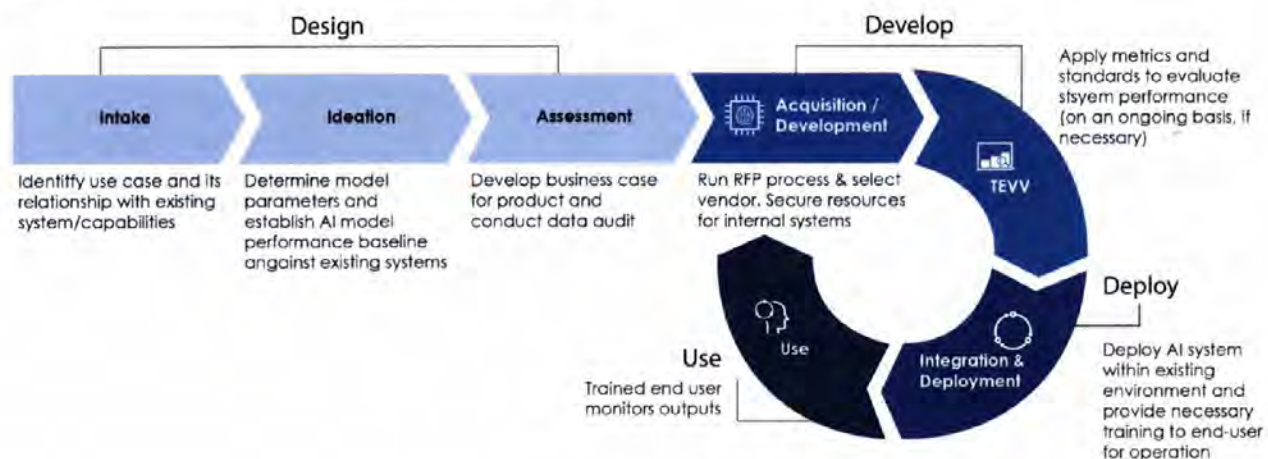 Design
Intake
Identitfy use case and its
relationship with existing
system/capabilities
Ideation
Determine model
parameters and
establish AI model
performance baseline
angainst existing systems
Assessment
Develop business case
for product and
conduct data audit
Develop
Acquisition /
Development
Run RFP process & select
vendor. Secure resources
for internal systems
TEVV
Apply metrics and
standards to evaluate
stsyem performance
(on an ongoing basis, if
necessary)
Deploy
Integration &
Deployment
Deploy AI system
within existing
environment and
provide necessary
training to end-user
for operation
Use
Use
Trained end user
monitors outputs